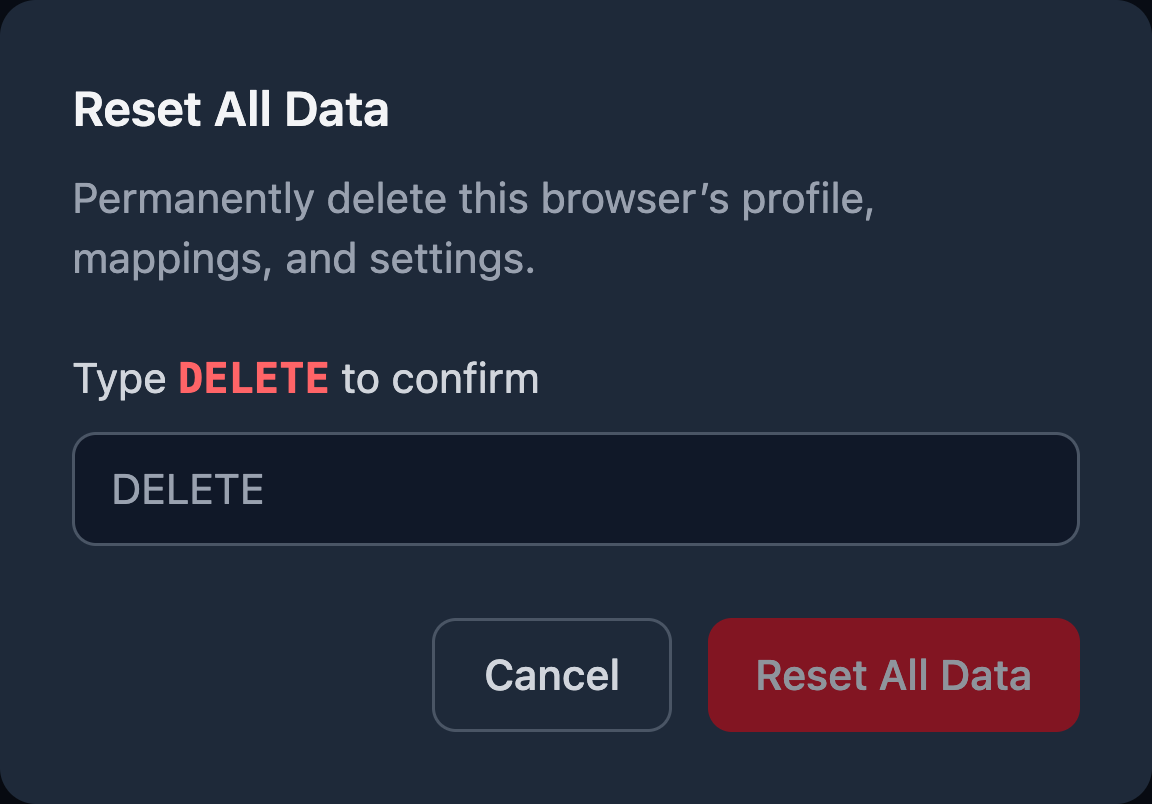 Reset All Data
Permanently delete this browser’s profile,
mappings, and settings.
Type DELETE to confirm
DELETE
Cancel
Reset All Data